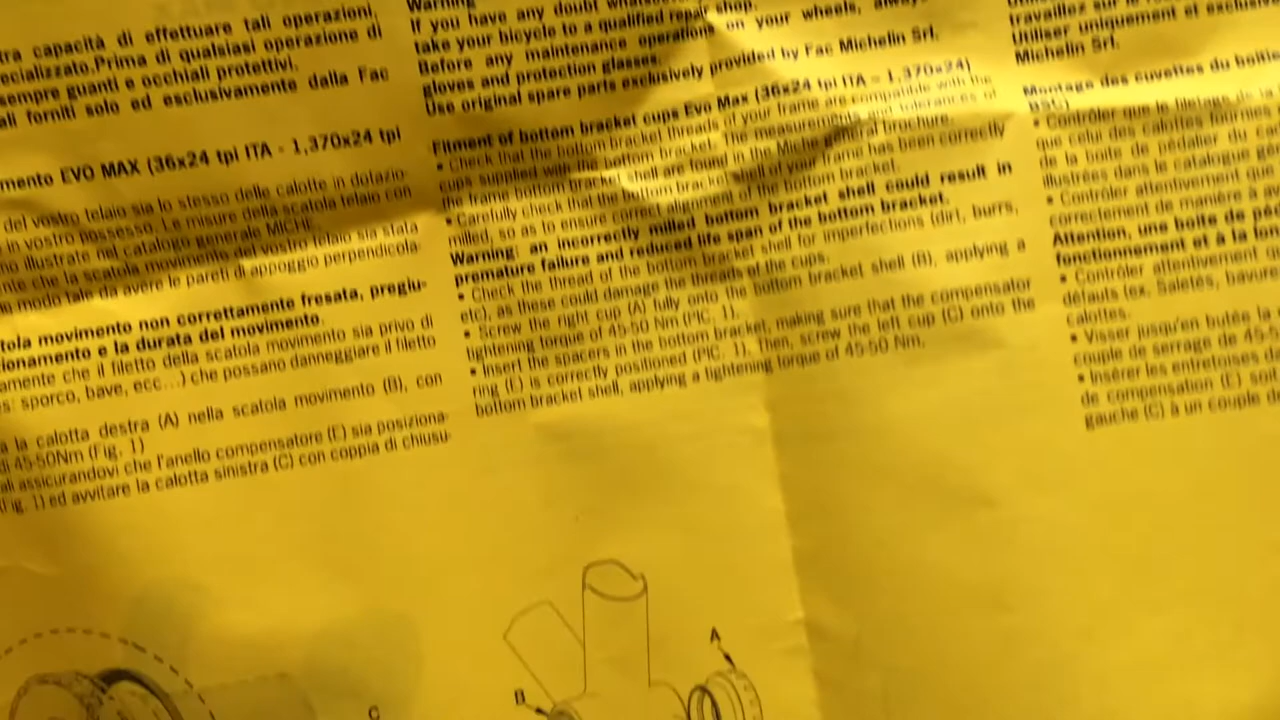 tra capacità di effettuare tali operazioni,
ecializzato.Prima di qualsiasi operazione di
sempre guanti e occhiali protettivi.
ali forniti solo ed esclusivamente dalla Fac
mento EVO MAX (36x24 tpi ITA - 1,370x24 tpi
del vostro telaio sia lo stesso delle calotte in dotazio-
in vostro possesso. Le misure della scatola telaio con
no illustrate nel catalogo generale MICHE.
nte che la scatola movimento del vostro telaio sia stata
modo tale da avere le pareti di appoggio perpendicola-
tola movimento non correttamente fresata, pregiu-
ionamento e la durata del movimento.
amente che il filetto della scatola movimento sia privo di
es: sporco, bave, ecc...) che possano danneggiare il filetto
e la calotta destra (A) nella scatola movimento (B), con
di 45-50Nm (Fig. 1)
ali assicurandovi che l'anello compensatore (E) sia posiziona-
(Fig. 1) ed avvitare la calotta sinistra (C) con coppia di chiusu-
Warning
If you have any doubt whatsoever
take your bicycle to a qualified repair shop.
Before any maintenance operations on your wheels, always
gloves and protection glasses.
Use original spare parts exclusively provided by Fac Michelin Srl.
Fitment of bottom bracket cups Evo Max (36x24 tpi ITA - 1,370x24)
• Check that the bottom bracket thread of your frame are compatible with the
cups supplied with the bottom bracket. The measurements and tolerances of
the frame bottom bracket shell are found in the Miche general brochure.
• Carefully check that the bottom bracket shell of your frame has been correctly
milled, so as to ensure correct alignment of the bottom bracket.
Warning: an incorrectly milled bottom bracket shell could result in
premature failure and reduced life span of the bottom bracket.
• Check the thread of the bottom bracket shell for imperfections (dirt, burrs,
etc), as these could damage the threads of the cups.
• Screw the right cup (A) fully onto the bottom bracket shell (B), applying a
tightening torque of 45-50 Nm (PIC. 1).
• Insert the spacers in the bottom bracket, making sure that the compensator
ring (E) is correctly positioned (PIC. 1). Then, screw the left cup (C) onto the
bottom bracket shell, applying a tightening torque of 45-50 Nm.
travaillez sur
Utiliser uniquement et exclus
Michelin Srl.
Montage des cuvettes du boîti
BSC)
• Contrôler que le filetage de la
que celui des calottes fournies
de la boîte de pédalier du ca
illustrées dans le catalogue gé
• Contrôler attentivement que
correctement de manière à
Attention, une boîte de pé
fonctionnement et à la lon
• Contrôler attentivement
défauts (ex. Saletés, bavure
calottes.
• Visser jusqu'en butée la
couple de serrage de 45-5
• Insérer les entretoises d
de compensation (E) soit
gauche (C) à un couple d
A
B
C